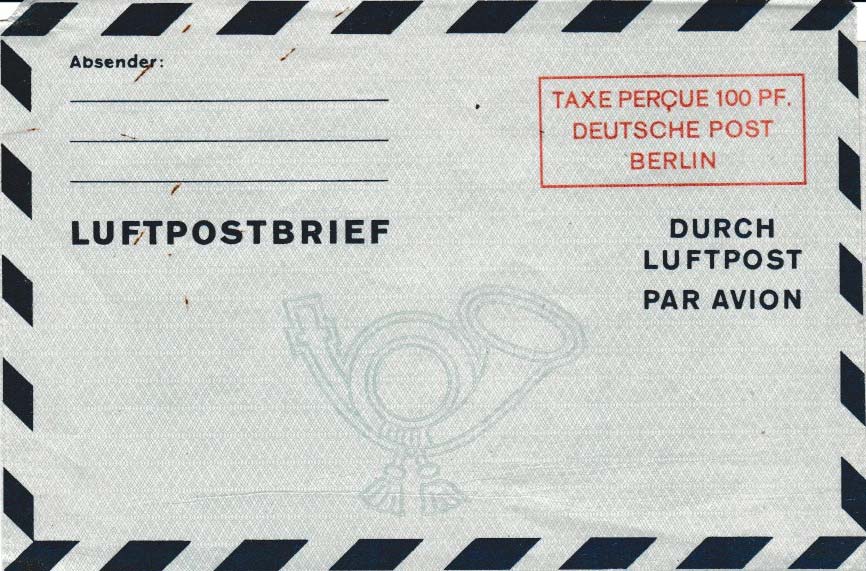 Absender:
TAXE PERÇUE 100 PF.
DEUTSCHE POST
BERLIN
LUFTPOSTBRIEF
DURCH
LUFTPOST
PAR AVION